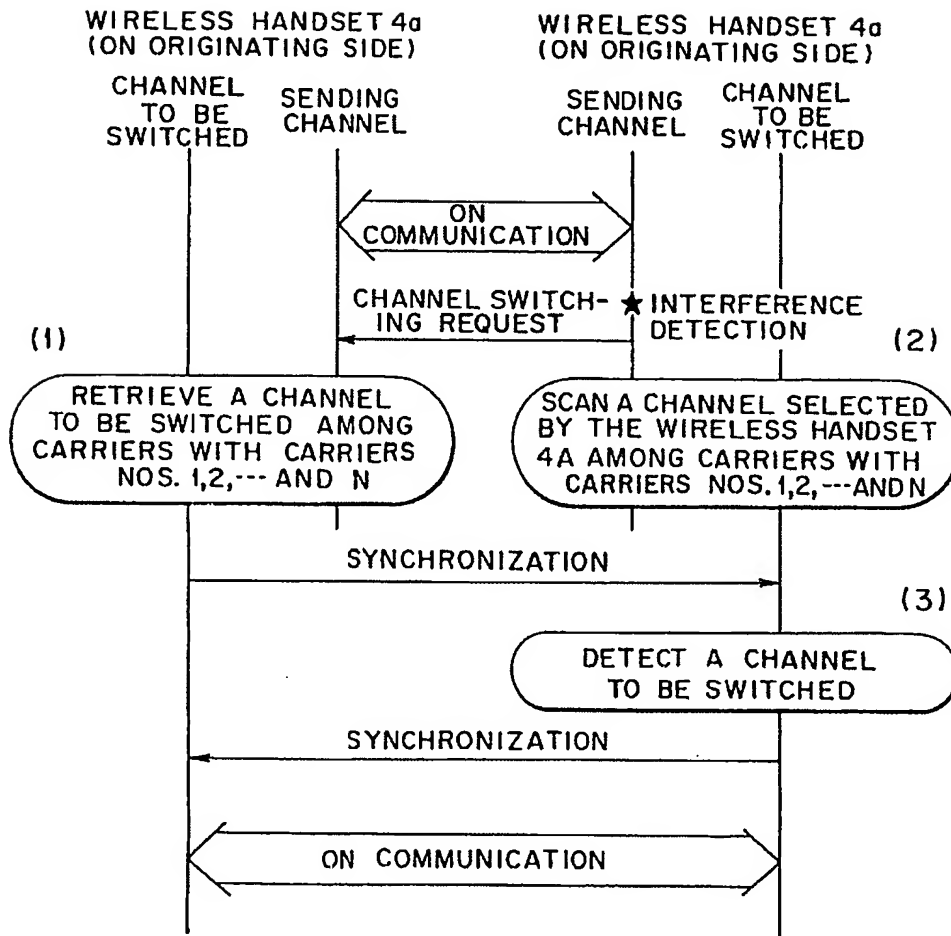 WIRELESS HANDSET 4a
(ON ORIGINATING SIDE)
WIRELESS HANDSET 4a
(ON ORIGINATING SIDE)
CHANNEL
TO BE
SWITCHED
SENDING
CHANNEL
SENDING
CHANNEL
CHANNEL
TO BE
SWITCHED
ON
COMMUNICATION
CHANNEL SWITCH-
ING REQUEST
★ INTERFERENCE
DETECTION
(1)
(2)
RETRIEVE A CHANNEL
TO BE SWITCHED AMONG
CARRIERS WITH CARRIERS
NOS. 1,2,--- AND N
SCAN A CHANNEL SELECTED
BY THE WIRELESS HANDSET
4A AMONG CARRIERS WITH
CARRIERS NOS. 1,2,---AND N
SYNCHRONIZATION
(3)
DETECT A CHANNEL
TO BE SWITCHED
SYNCHRONIZATION
ON COMMUNICATION